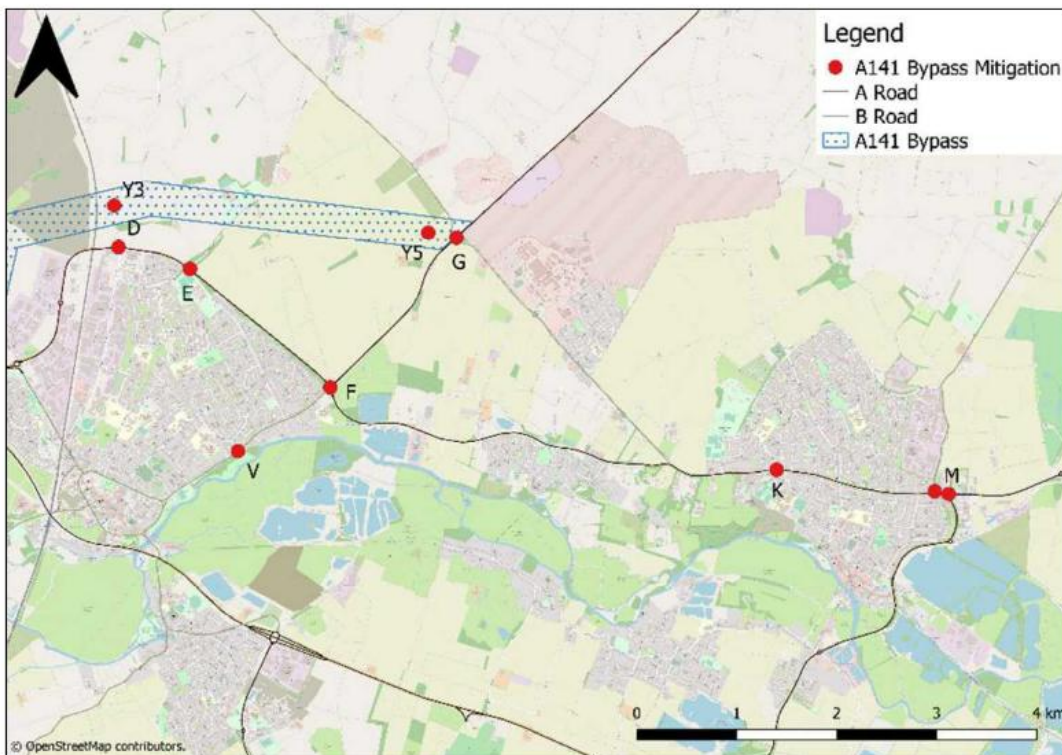 Legend
A141 Bypass Mitigation
A Road
B Road
A141 Bypass
Y3
D
E
Y5
G
F
V
K
M
0 1 2 3 4 km
© OpenStreetMap contributors.